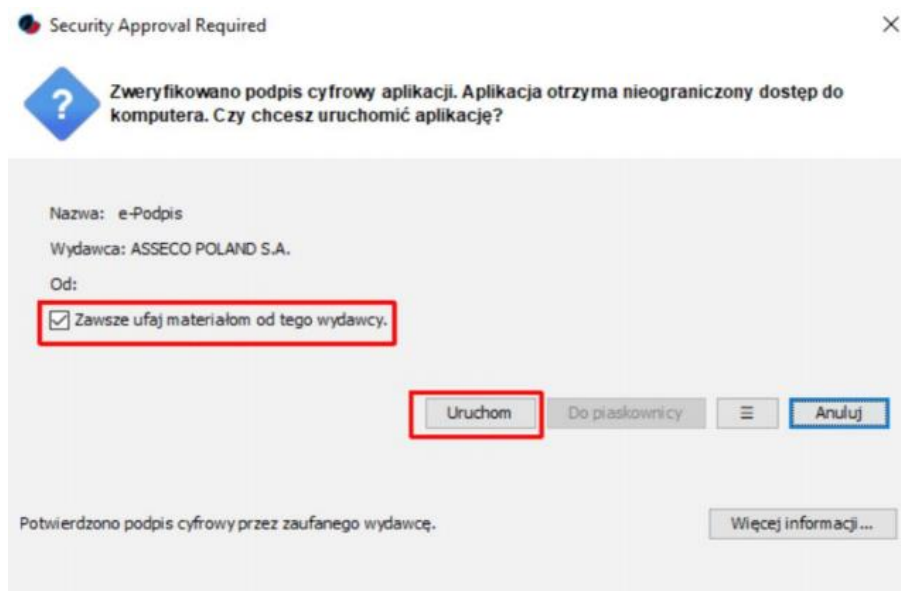 Security Approval Required
Zweryfikowano podpis cyfrowy aplikacji. Aplikacja otrzyma nieograniczony dostęp do
komputera. Czy chcesz uruchomić aplikację?
Nazwa: e-Podpis
Wydawca: ASSECO POLAND S.A.
Od:
Zawsze ufaj materiałom od tego wydawcy.
Uruchom Do piaskownicy Anuluj
Potwierdzono podpis cyfrowy przez zaufanego wydawcę. Więcej informacji...